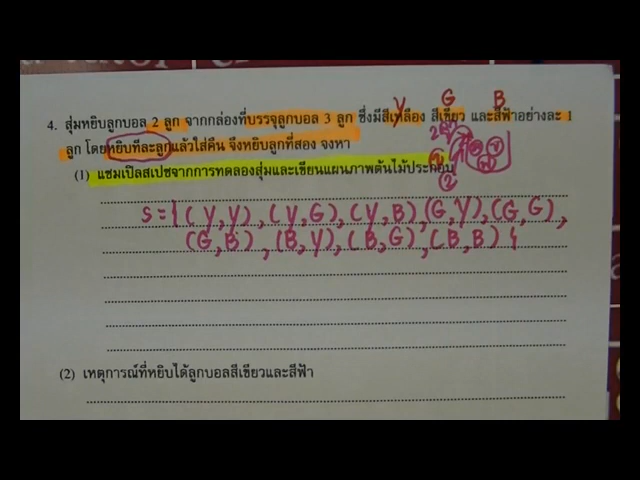 Y G B
4. สุ่มหยิบลูกบอล 2 ลูก จากกล่องที่บรรจุลูกบอล 3 ลูก ซึ่งมีสีเหลือง สีเขียว และสีฟ้าอย่างละ 1
ลูก โดยหยิบทีละลูกแล้วใส่คืน จึงหยิบลูกที่สอง จงหา
(1) แซมเปิลสเปซจากการทดลองสุ่มและเขียนแผนภาพต้นไม้ประกอบ
S={ (Y,Y) , (Y,G) , (Y,B) , (G,Y) , (G,G) ,
(G,B) , (B,Y) , (B,G) , (B,B) }
(2) เหตุการณ์ที่หยิบได้ลูกบอลสีเขียวและสีฟ้า